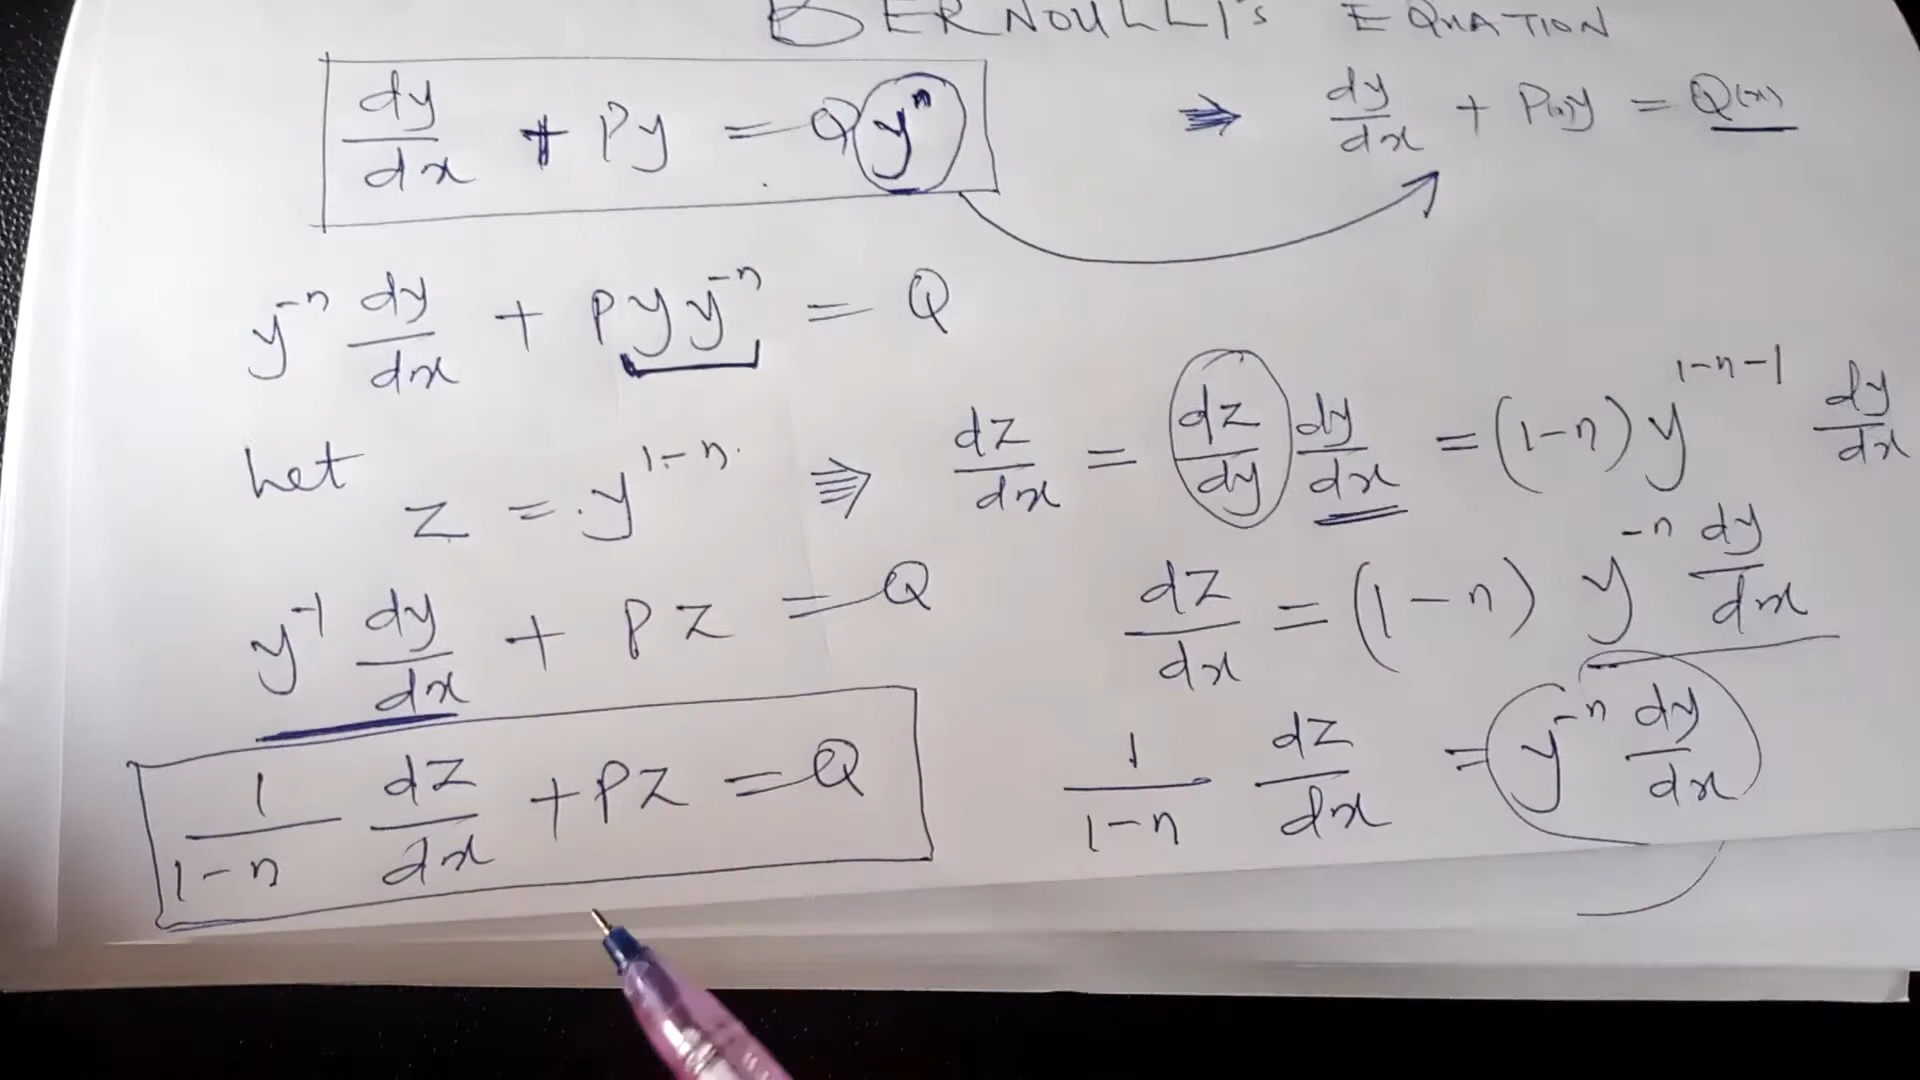 BERNOULLI's EQUATION
dy/dx + Py = Qy^n ⇒ dy/dx + P(x)y = Q(x)
y^-n dy/dx + Pyy^-n = Q
Let z = y^1-n ⇒ dz/dx = dz/dy dy/dx = (1-n) y^1-n-1 dy/dx
y^-1 dy/dx + Pz = Q
dz/dx = (1-n) y^-n dy/dx
1/1-n dz/dx + Pz = Q
1/1-n dz/dx = y^-n dy/dx